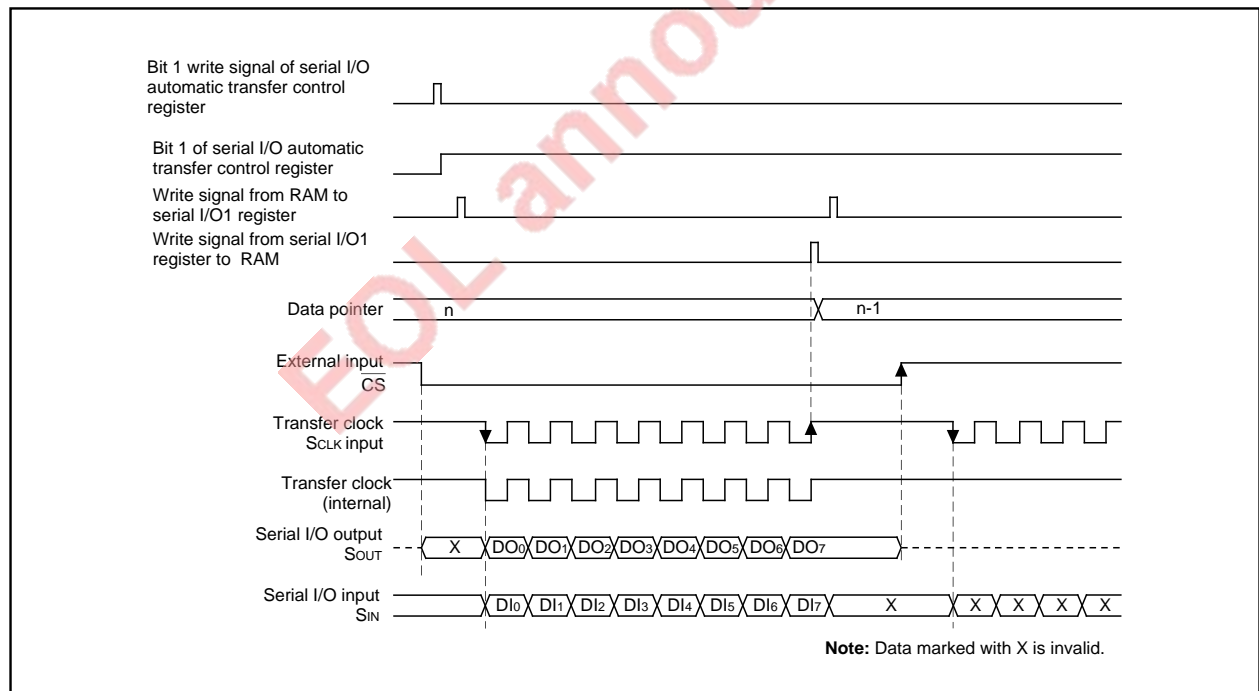 Bit 1 write signal of serial I/O
automatic transfer control
register
Bit 1 of serial I/O automatic
transfer control register
Write signal from RAM to
serial I/O1 register
Write signal from serial I/O1
register to RAM
Data pointer
n
n-1
External input
CS
Transfer clock
SCLK input
Transfer clock
(internal)
Serial I/O output
SOUT
X DO0 DO1 DO2 DO3 DO4 DO5 DO6 DO7
Serial I/O input
SIN
DI0 DI1 DI2 DI3 DI4 DI5 DI6 DI7 X X X X X
Note: Data marked with X is invalid.
EOL annou